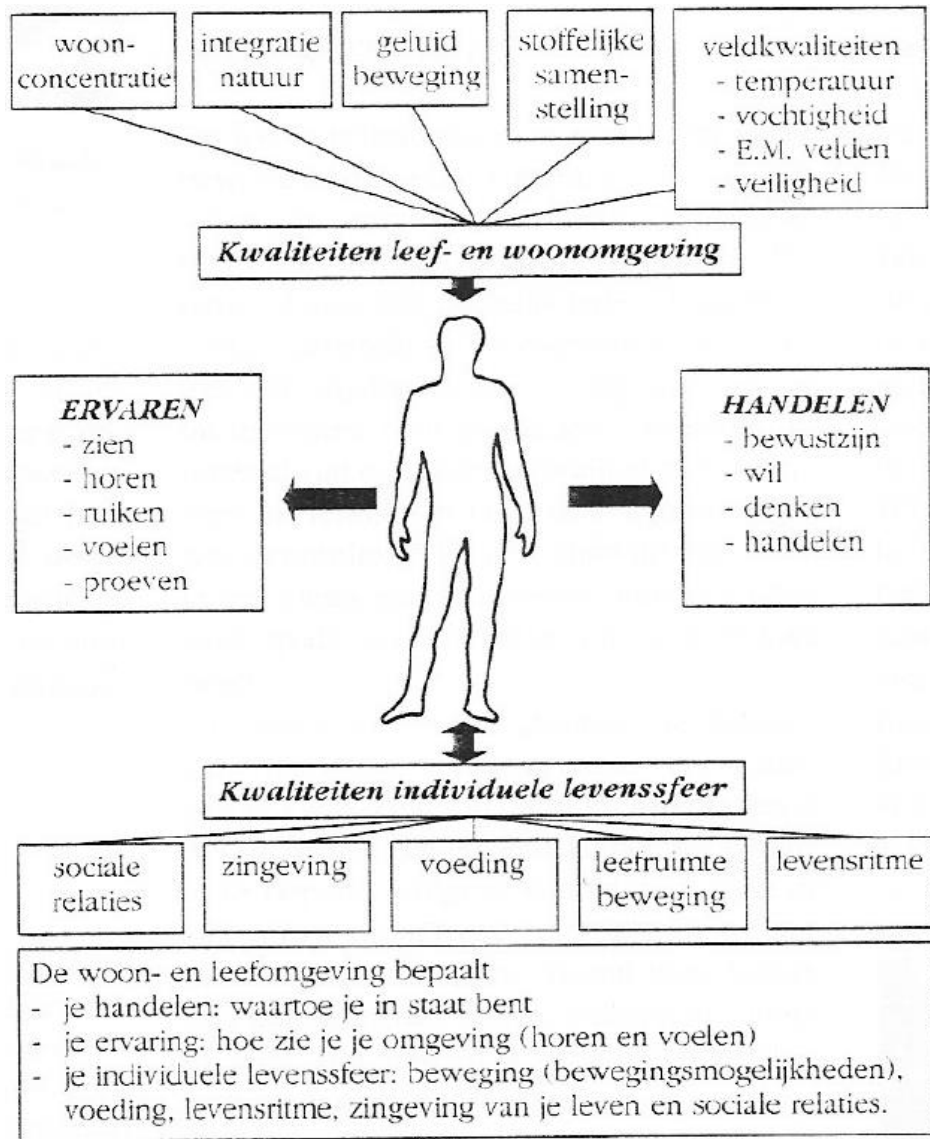 woon-
concentratie
integratie
natuur
geluid
beweging
stoffelijke
samen-
stelling
veldkwaliteiten
- temperatuur
- vochtigheid
- E.M. velden
- veiligheid
Kwaliteiten leef- en woonomgeving
ERVAREN
- zien
- horen
- ruiken
- voelen
- proeven
HANDELEN
- bewustzijn
- wil
- denken
- handelen
Kwaliteiten individuele levenssfeer
sociale
relaties
zingeving
voeding
leefruimte
beweging
levensritme
De woon- en leefomgeving bepaalt
- je handelen: waartoe je in staat bent
- je ervaring: hoe zie je je omgeving (horen en voelen)
- je individuele levenssfeer: beweging (bewegingsmogelijkheden),
voeding, levensritme, zingeving van je leven en sociale relaties.